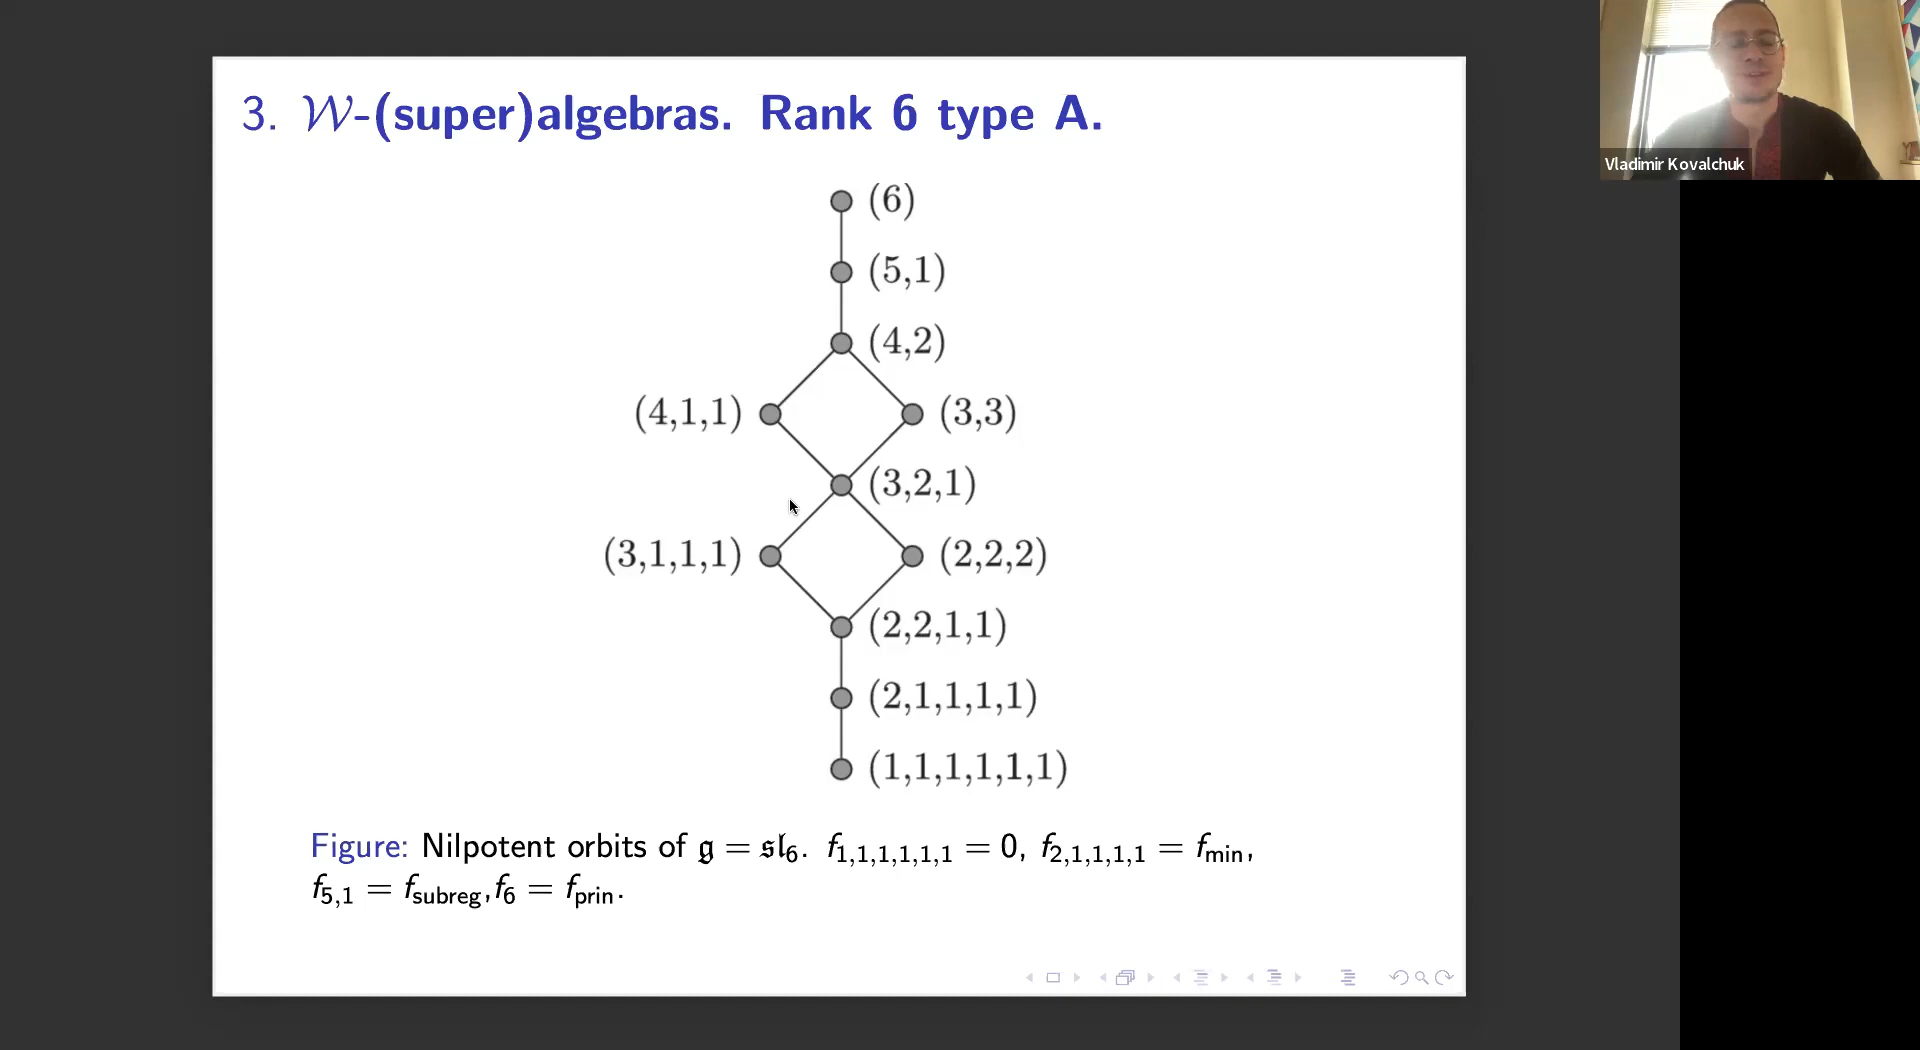 3. 𝒲-(super)algebras. Rank 6 type A.
Vladimir Kovalchuk
(6)
(5,1)
(4,2)
(4,1,1) (3,3)
(3,2,1)
(3,1,1,1) (2,2,2)
(2,2,1,1)
(2,1,1,1,1)
(1,1,1,1,1,1)
Figure: Nilpotent orbits of 𝔤 = 𝔰𝔩₆. f₁,₁,₁,₁,₁,₁ = 0, f₂,₁,₁,₁,₁ = f_min,
f₅,₁ = f_subreg, f₆ = f_prin.